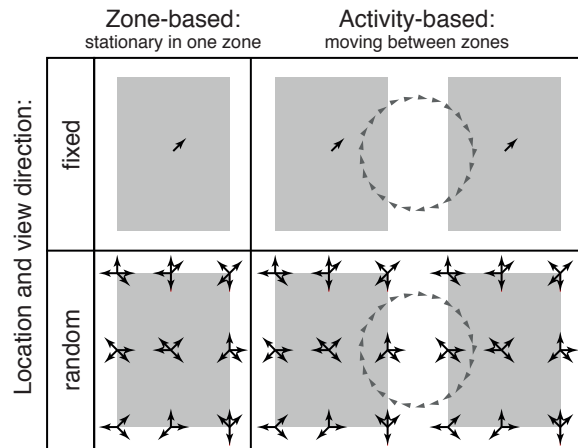 Zone-based:
stationary in one zone
Activity-based:
moving between zones
Location and view direction:
fixed
random